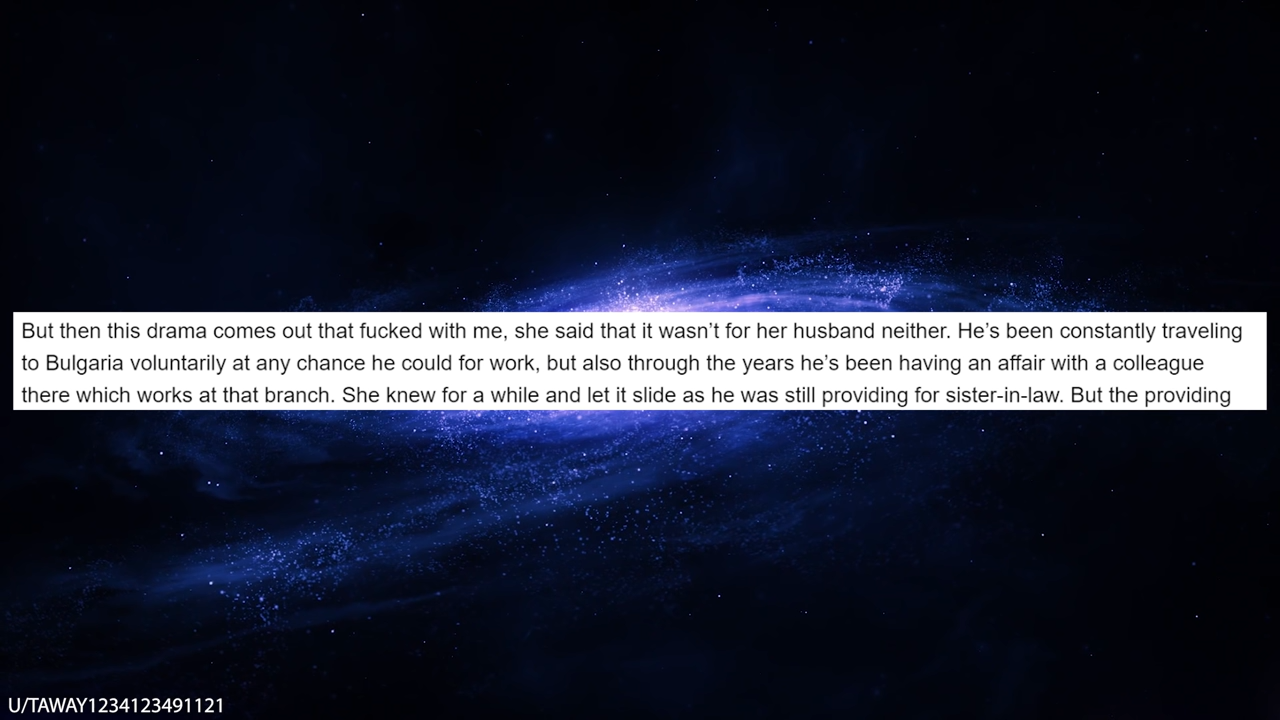 But then this drama comes out that fucked with me, she said that it wasn’t for her husband neither. He’s been constantly traveling
to Bulgaria voluntarily at any chance he could for work, but also through the years he’s been having an affair with a colleague
there which works at that branch. She knew for a while and let it slide as he was still providing for sister-in-law. But the providing
U/TAWAY1234123491121